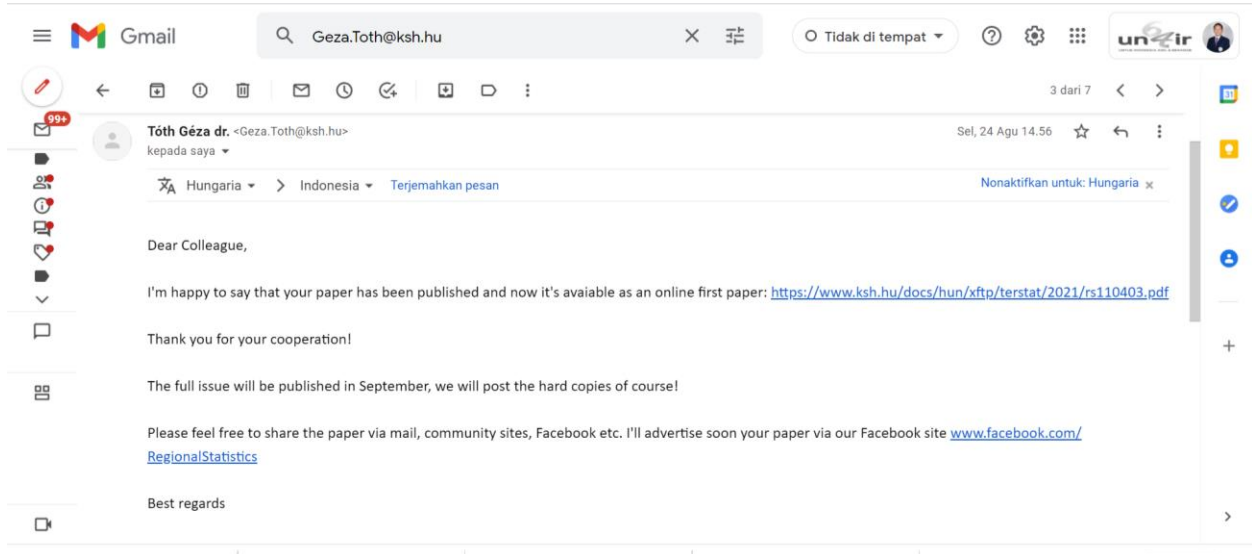 Gmail
Geza.Toth@ksh.hu
Tidak di tempat
3 dari 7
99+
31
Tóth Géza dr. <Geza.Toth@ksh.hu>
Sel, 24 Agu 14.56
kepada saya
Hungaria > Indonesia Terjemahkan pesan
Nonaktifkan untuk: Hungaria x
Dear Colleague,
I'm happy to say that your paper has been published and now it's avaiable as an online first paper: https://www.ksh.hu/docs/hun/xftp/terstat/2021/rs110403.pdf
Thank you for your cooperation!
The full issue will be published in September, we will post the hard copies of course!
Please feel free to share the paper via mail, community sites, Facebook etc. I'll advertise soon your paper via our Facebook site www.facebook.com/
RegionalStatistics
Best regards